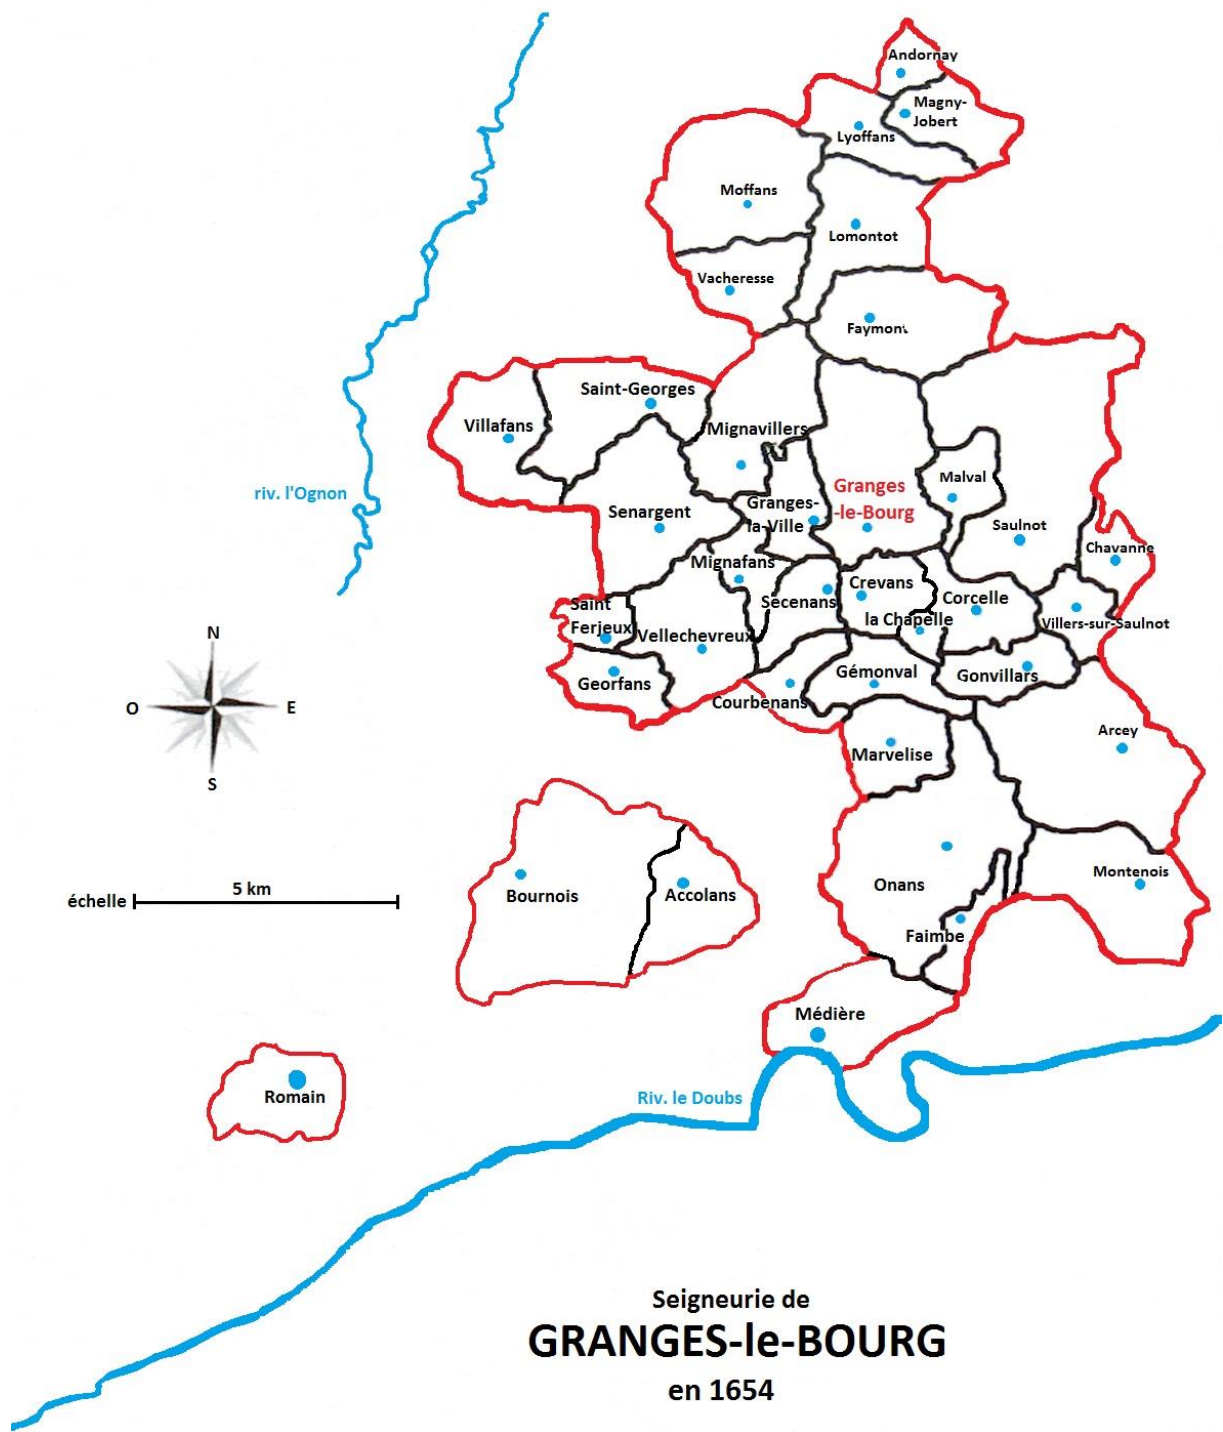 Andornay
Magny-
Jobert
Lyoffans
Moffans
Lomontot
Vacheresse
Faymont
Saint-Georges
Villafans
Mignavillers
Malval
Granges
-le-Bourg
riv. l'Ognon
Granges-
la-Ville
Senargent
Saulnot
Chavanne
Mignafans
Crevans
Secenans
Corcelle
Saint
Ferjeux
la Chapelle
Villers-sur-Saulnot
Vellechevreux
N
Georfans
Gémonval
Gonvillars
Courbenans
O
E
Arcey
Marvelise
S
Montenois
5 km
échelle
Bournois
Accolans
Onans
Faimbe
Médière
Romain
Riv. le Doubs
Seigneurie de
GRANGES-le-BOURG
en 1654